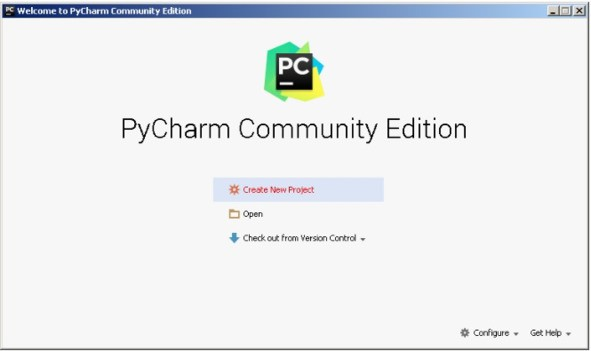 PC Welcome to PyCharm Community Edition
PC
PyCharm Community Edition
Create New Project
Open
Check out from Version Control
Configure
Get Help